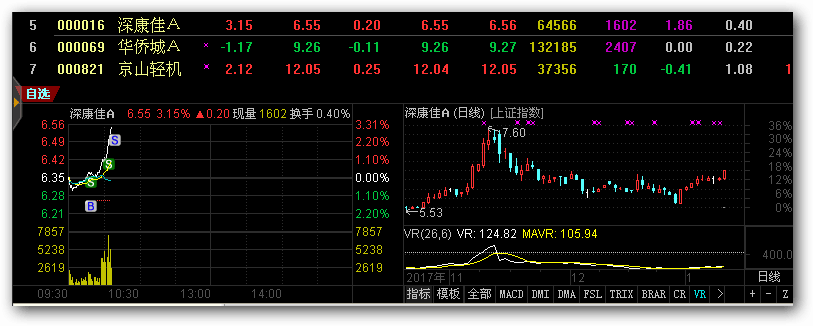 5 000016 深康佳A 3.15 6.55 0.20 6.55 6.56 64566 1602 1.86 0.40
6 000069 华侨城A × -1.17 9.26 -0.11 9.26 9.27 132185 2407 0.00 0.22
7 000821 京山轻机 × 2.12 12.05 0.25 12.04 12.05 37356 170 -0.41 1.08 1
自选
深康佳A 6.55 3.15% ▲0.20 现量 1602 换手 0.40%
深康佳A (日线) [上证指数]
6.56 3.31%
6.49 2.20%
6.42 1.10%
6.35 0.00%
6.28 1.10%
6.21 2.20%
7857 7857
5238 5238
2619 2619
09:30 10:30 13:00 14:00
S
S
S
B
7.60
5.53
36%
28%
20%
12%
4%
0%
VR(26,6) VR: 124.82 MAVR: 105.94
400.0
2017年 11 12 1 日线
指标 模板 全部 MACD DMI DMA FSL TRIX BRAR CR VR > + - Z